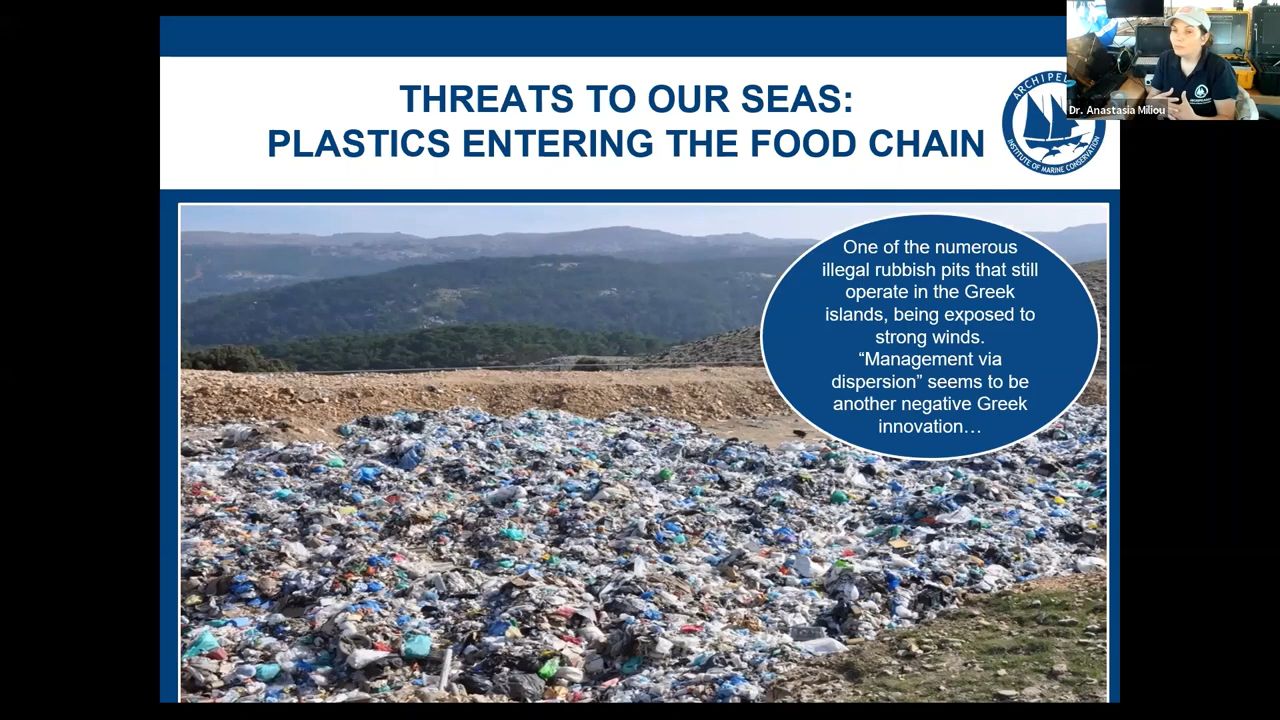 THREATS TO OUR SEAS:
PLASTICS ENTERING THE FOOD CHAIN
ARCHIPEL
INSTITUTE OF MARINE CONSERVATION
Dr. Anastasia Miliou
One of the numerous
illegal rubbish pits that still
operate in the Greek
islands, being exposed to
strong winds.
“Management via
dispersion” seems to be
another negative Greek
innovation…